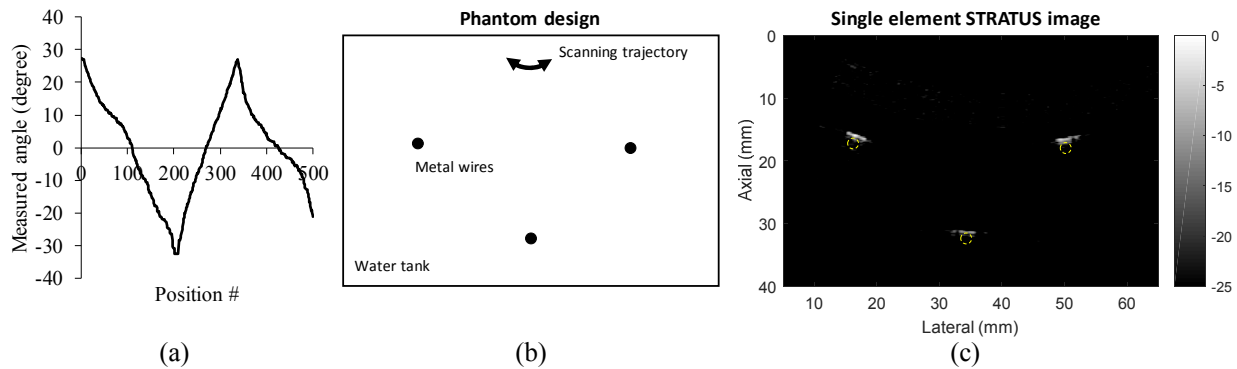 40
30
20
10
0
-10
-20
-30
-40
0 100 200 300 400 500
Measured angle (degree)
Position #
(a)
Phantom design
Scanning trajectory
Metal wires
Water tank
(b)
Single element STRATUS image
0
10
20
30
40
Axial (mm)
10 20 30 40 50 60
Lateral (mm)
0
-5
-10
-15
-20
-25
(c)